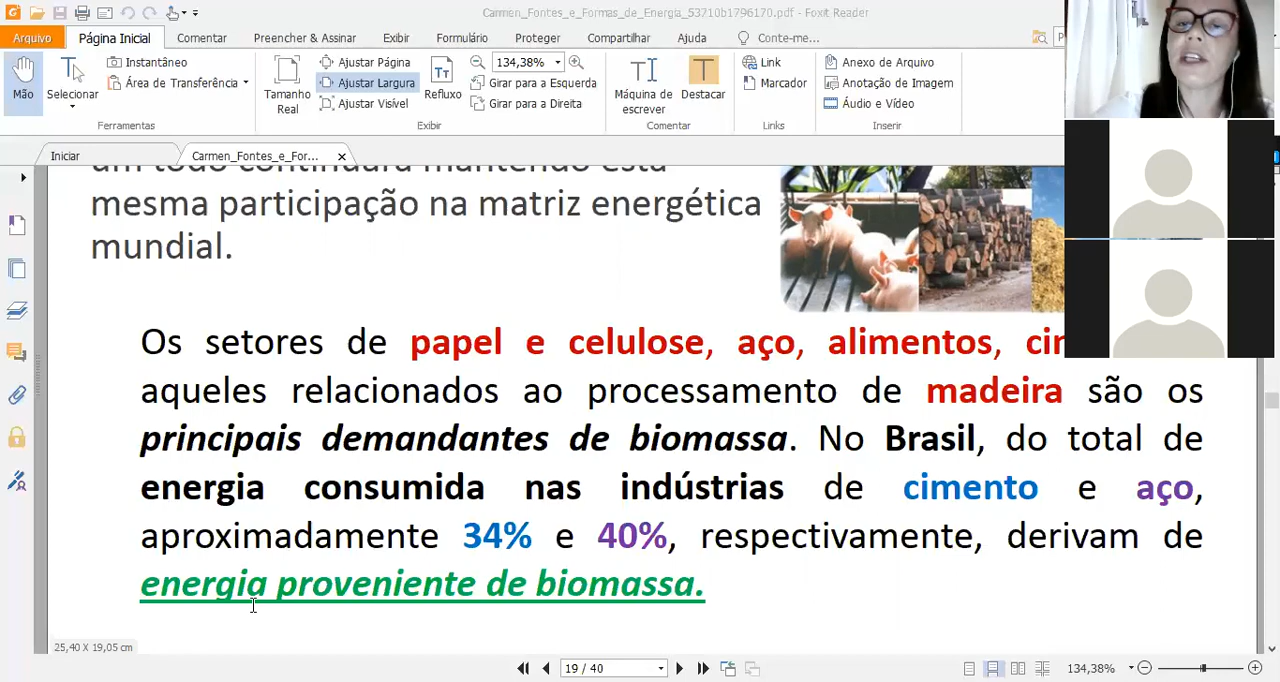 Carmen_Fontes_e_Formas_de_Energia_53710b1796170.pdf - Foxit Reader
Arquivo Página Inicial Comentar Preencher & Assinar Exibir Formulário Proteger Compartilhar Ajuda Conte-me...
Mão
Selecionar
Instantâneo
Área de Transferência
Ferramentas
Tamanho
Real
Ajustar Página
Ajustar Largura
Ajustar Visível
Refluxo
134,38%
Girar para a Esquerda
Girar para a Direita
Exibir
Máquina de
escrever
Destacar
Comentar
Link
Marcador
Links
Anexo de Arquivo
Anotação de Imagem
Áudio e Vídeo
Inserir
Iniciar
Carmen_Fontes_e_For...
um todo continuará mantendo esta
mesma participação na matriz energética
mundial.
Os setores de papel e celulose, aço, alimentos,
aqueles relacionados ao processamento de madeira são os
principais demandantes de biomassa. No Brasil, do total de
energia consumida nas indústrias de cimento e aço,
aproximadamente 34% e 40%, respectivamente, derivam de
energia proveniente de biomassa.
25,40 X 19,05 cm
19 / 40
134,38%